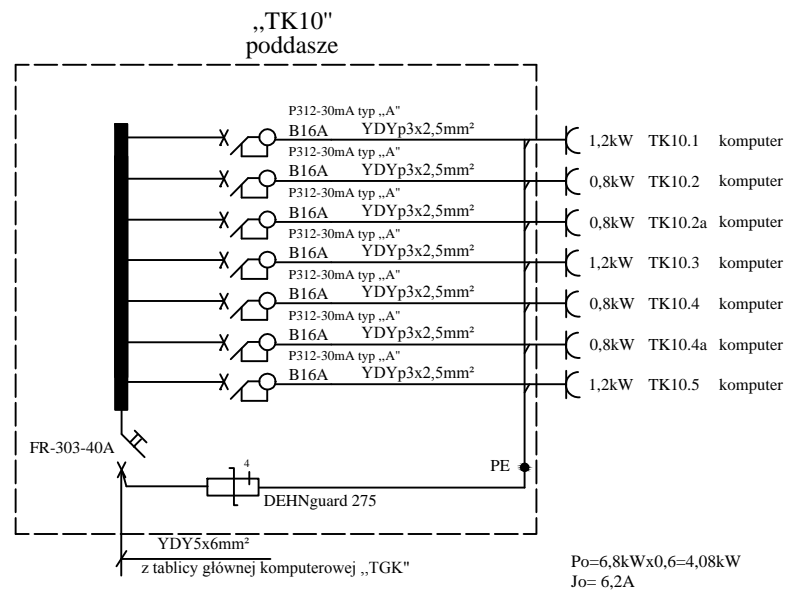 ,,TK10"
poddasze
P312-30mA typ ,,A"
B16A YDYp3x2,5mm² 1,2kW TK10.1 komputer
P312-30mA typ ,,A"
B16A YDYp3x2,5mm² 0,8kW TK10.2 komputer
P312-30mA typ ,,A"
B16A YDYp3x2,5mm² 0,8kW TK10.2a komputer
P312-30mA typ ,,A"
B16A YDYp3x2,5mm² 1,2kW TK10.3 komputer
P312-30mA typ ,,A"
B16A YDYp3x2,5mm² 0,8kW TK10.4 komputer
P312-30mA typ ,,A"
B16A YDYp3x2,5mm² 0,8kW TK10.4a komputer
P312-30mA typ ,,A"
B16A YDYp3x2,5mm² 1,2kW TK10.5 komputer
FR-303-40A
PE
4
DEHNguard 275
YDY5x6mm²
z tablicy głównej komputerowej ,,TGK"
Po=6,8kWx0,6=4,08kW
Jo= 6,2A